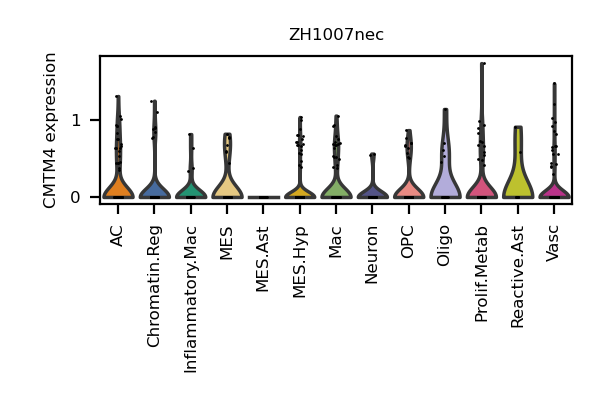 ZH1007nec
CMTM4 expression
1
0
AC
Chromatin.Reg
Inflammatory.Mac
MES
MES.Ast
MES.Hyp
Mac
Neuron
OPC
Oligo
Prolif.Metab
Reactive.Ast
Vasc